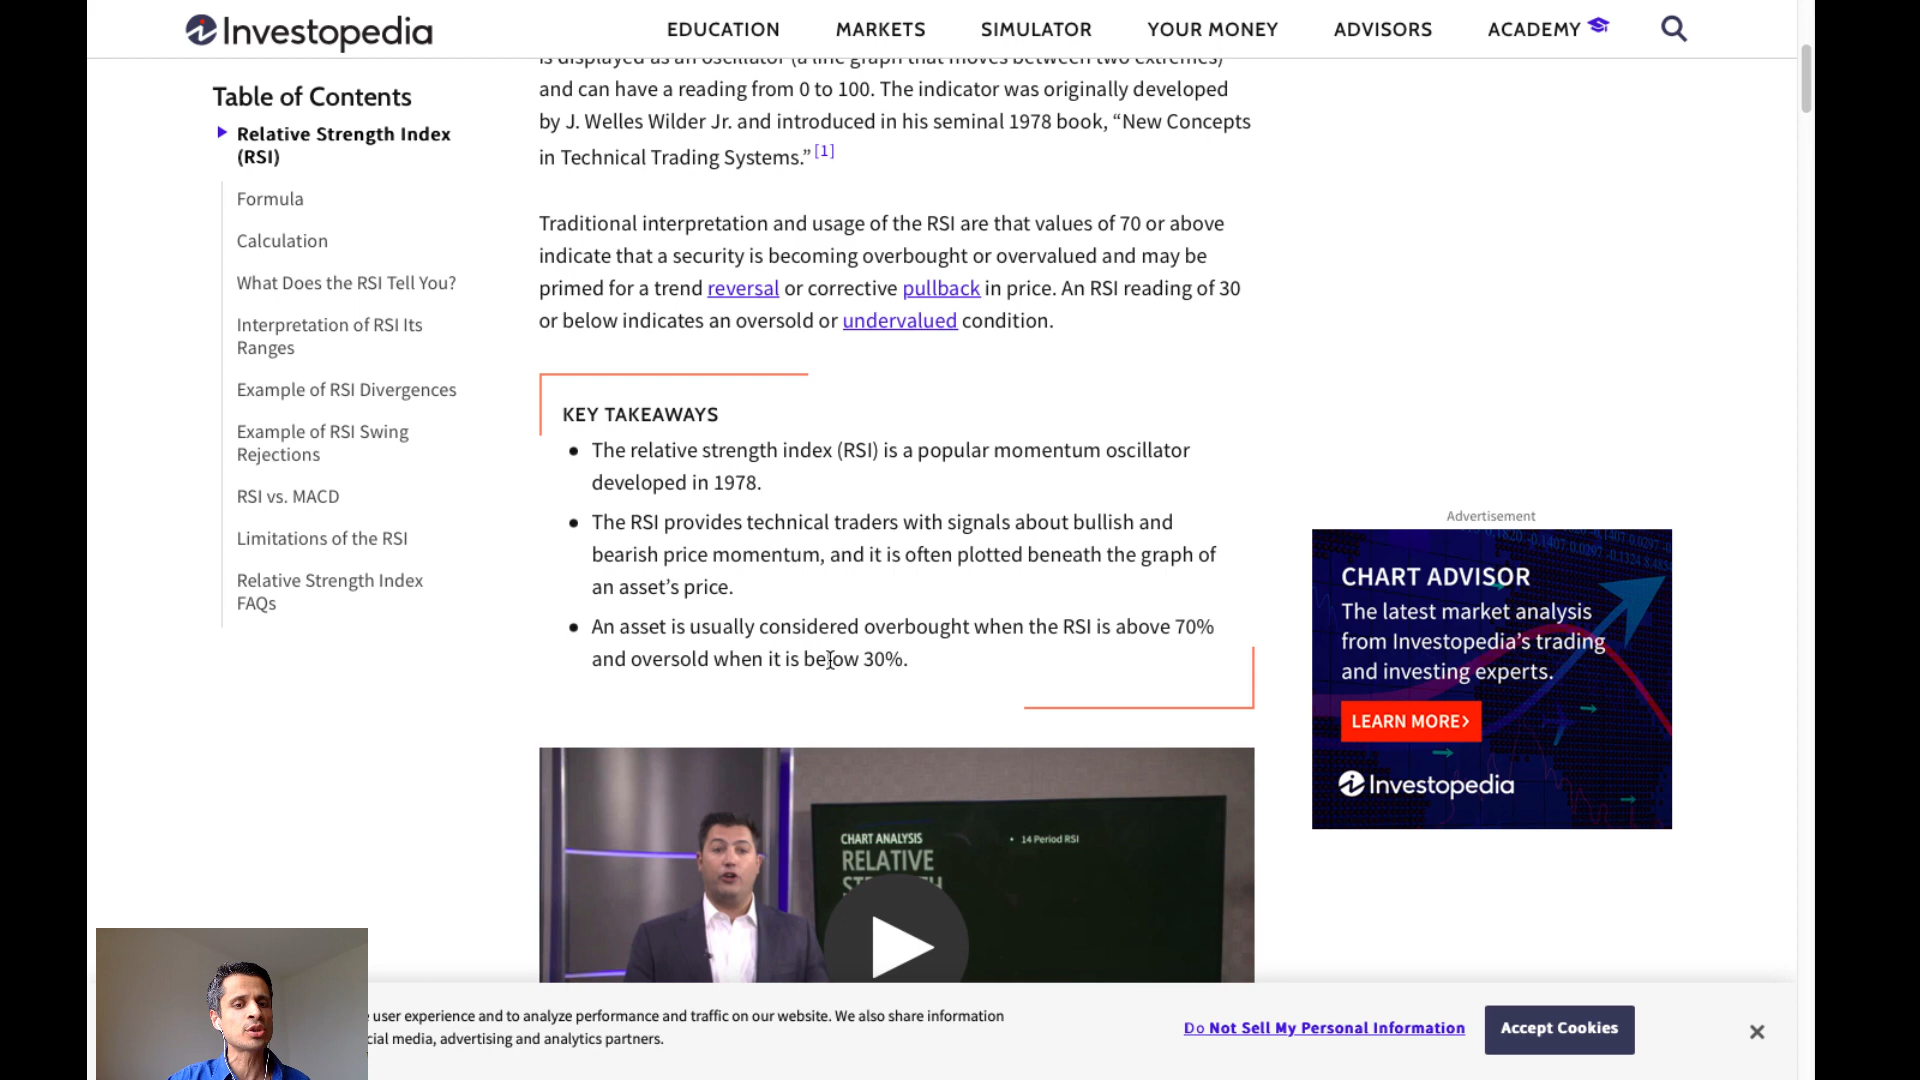 Investopedia
EDUCATION
MARKETS
SIMULATOR
YOUR MONEY
ADVISORS
ACADEMY
Table of Contents
Relative Strength Index
(RSI)
Formula
Calculation
What Does the RSI Tell You?
Interpretation of RSI Its
Ranges
Example of RSI Divergences
Example of RSI Swing
Rejections
RSI vs. MACD
Limitations of the RSI
Relative Strength Index
FAQs
is displayed as an oscillator (a line graph that moves between two extremes)
and can have a reading from 0 to 100. The indicator was originally developed
by J. Welles Wilder Jr. and introduced in his seminal 1978 book, “New Concepts
in Technical Trading Systems.” [1]
Traditional interpretation and usage of the RSI are that values of 70 or above
indicate that a security is becoming overbought or overvalued and may be
primed for a trend reversal or corrective pullback in price. An RSI reading of 30
or below indicates an oversold or undervalued condition.
KEY TAKEAWAYS
The relative strength index (RSI) is a popular momentum oscillator
developed in 1978.
The RSI provides technical traders with signals about bullish and
bearish price momentum, and it is often plotted beneath the graph of
an asset’s price.
An asset is usually considered overbought when the RSI is above 70%
and oversold when it is below 30%.
CHART ANALYSIS
RELATIVE
• 14 Period RSI
Advertisement
CHART ADVISOR
The latest market analysis
from Investopedia’s trading
and investing experts.
LEARN MORE>
Investopedia
user experience and to analyze performance and traffic on our website. We also share information
cial media, advertising and analytics partners.
Do Not Sell My Personal Information
Accept Cookies